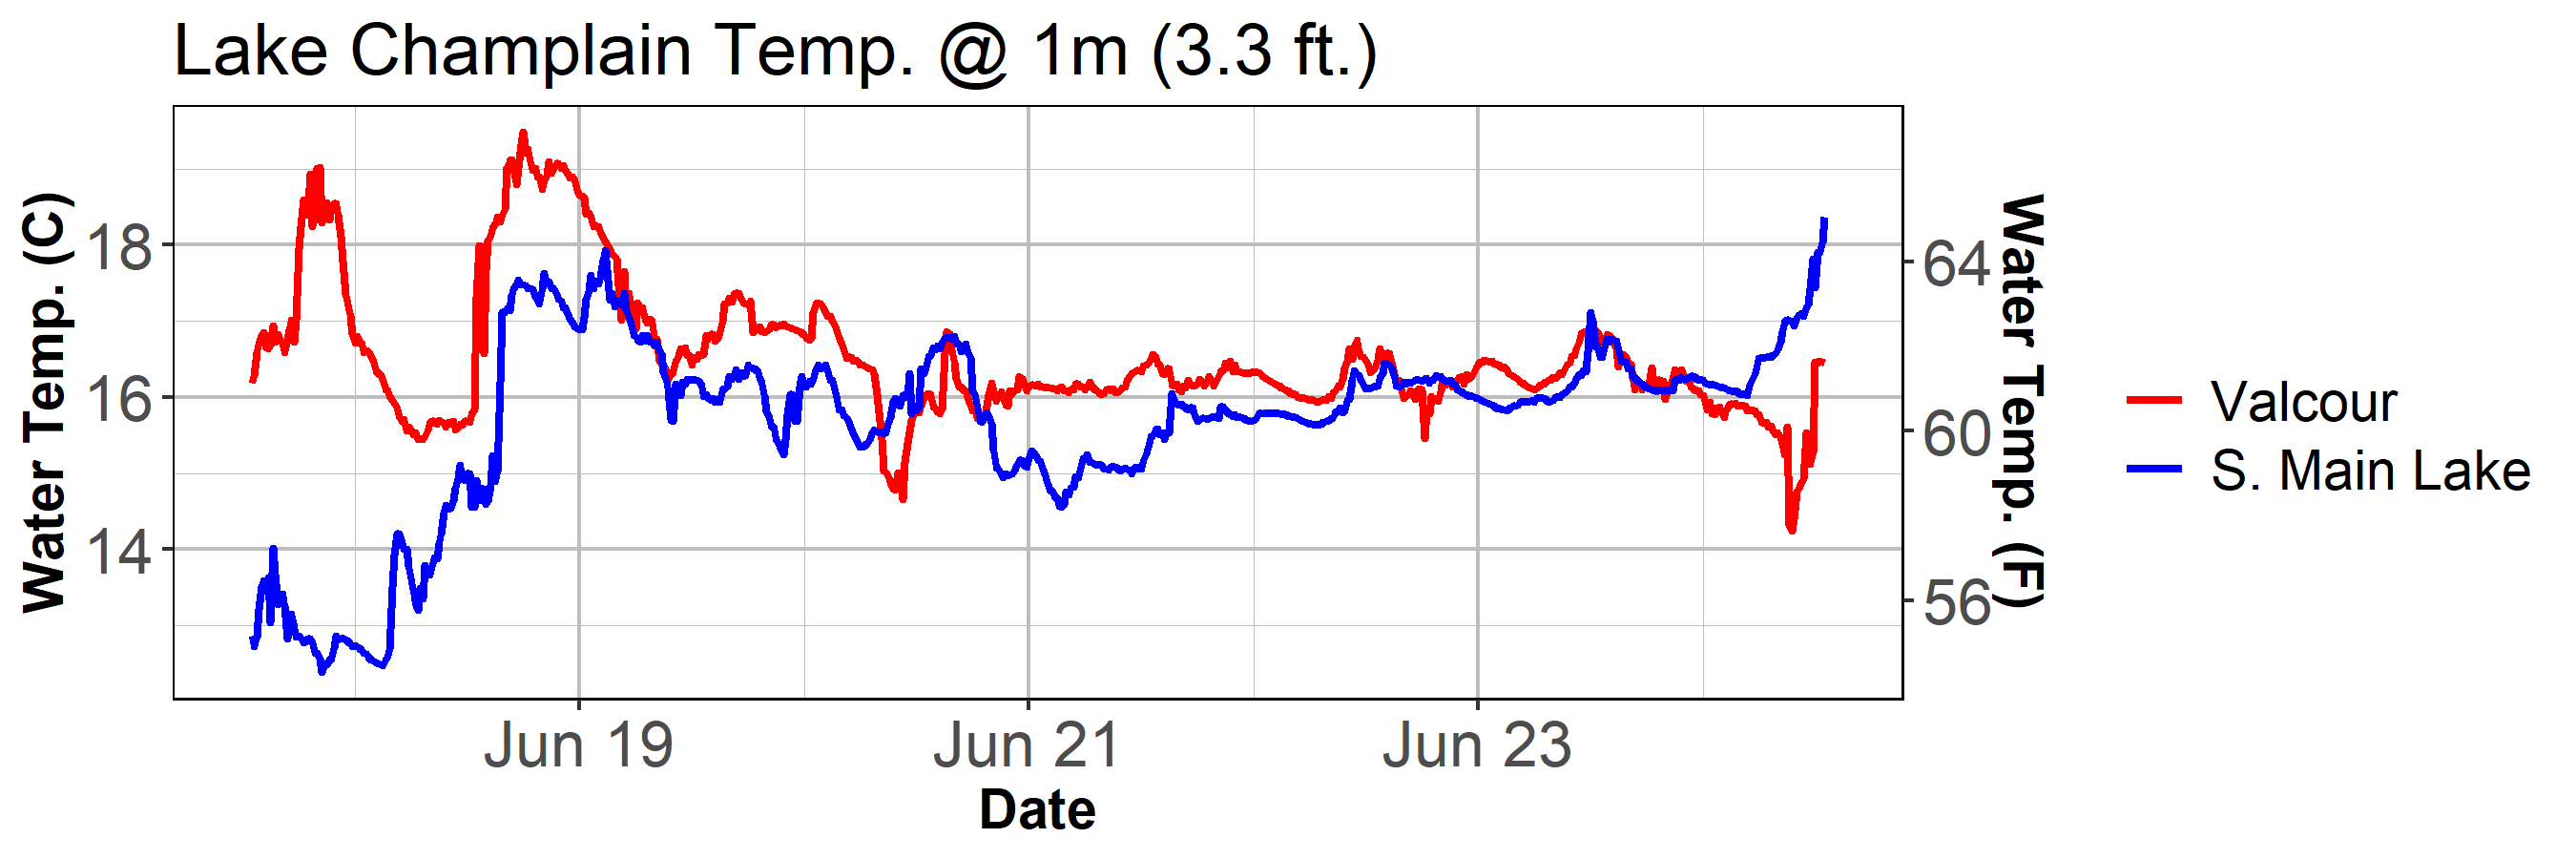 Lake Champlain Temp. @ 1m (3.3 ft.)
Water Temp. (C)
18
16
14
64
60
56
Water Temp. (F)
Jun 19
Jun 21
Jun 23
Date
Valcour
S. Main Lake